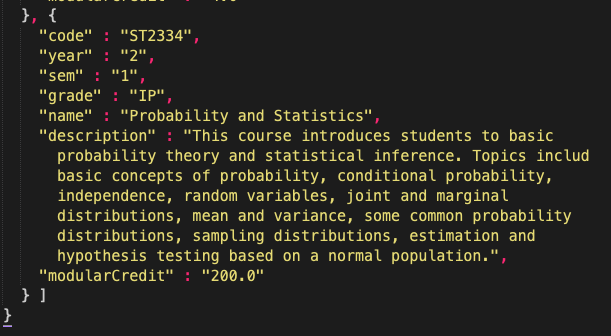 }, {
"code" : "ST2334",
"year" : "2",
"sem" : "1",
"grade" : "IP",
"name" : "Probability and Statistics",
"description" : "This course introduces students to basic
probability theory and statistical inference. Topics includ
basic concepts of probability, conditional probability,
independence, random variables, joint and marginal
distributions, mean and variance, some common probability
distributions, sampling distributions, estimation and
hypothesis testing based on a normal population.",
"modularCredit" : "200.0"
} ]
}